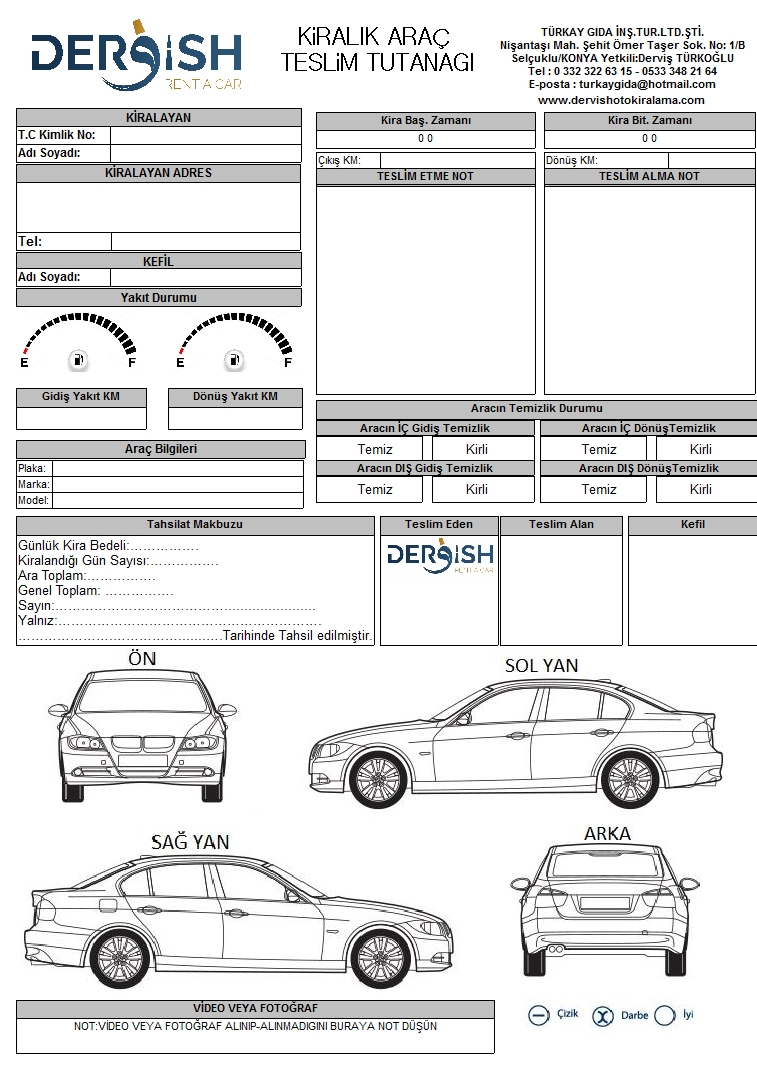 DERVISH
RENT A CAR
KİRALIK ARAÇ
TESLİM TUTANAGI
TÜRKAY GIDA İNŞ.TUR.LTD.ŞTİ.
Nişantaşı Mah. Şehit Ömer Taşer Sok. No: 1/B
Selçuklu/KONYA Yetkili:Derviş TÜRKOĞLU
Tel : 0 332 322 63 15 - 0533 348 21 64
E-posta : turkaygida@hotmail.com
www.dervishotokiralama.com
KİRALAYAN
T.C Kimlik No:
Adı Soyadı:
KİRALAYAN ADRES
Tel:
KEFİL
Adı Soyadı:
Yakıt Durumu
E F E F
Gidiş Yakıt KM Dönüş Yakıt KM
Araç Bilgileri
Plaka:
Marka:
Model:
Kira Baş. Zamanı Kira Bit. Zamanı
0 0 0 0
Çıkış KM: Dönüş KM:
TESLİM ETME NOT TESLİM ALMA NOT
Aracın Temizlik Durumu
Aracın İÇ Gidiş Temizlik Aracın İÇ DönüşTemizlik
Temiz Kirli Temiz Kirli
Aracın DIŞ Gidiş Temizlik Aracın DIŞ DönüşTemizlik
Temiz Kirli Temiz Kirli
Tahsilat Makbuzu
Günlük Kira Bedeli:................
Kiralandığı Gün Sayısı:................
Ara Toplam:................
Genel Toplam: ................
Sayın:............................................................
Yalnız:............................................................
................................................Tarihinde Tahsil edilmiştir.
Teslim Eden Teslim Alan Kefil
DERVISH
RENT A CAR
ÖN
SOL YAN
SAĞ YAN
ARKA
VİDEO VEYA FOTOĞRAF
NOT:VİDEO VEYA FOTOĞRAF ALINIP-ALINMADIGINI BURAYA NOT DÜŞÜN
Çizik Darbe İyi